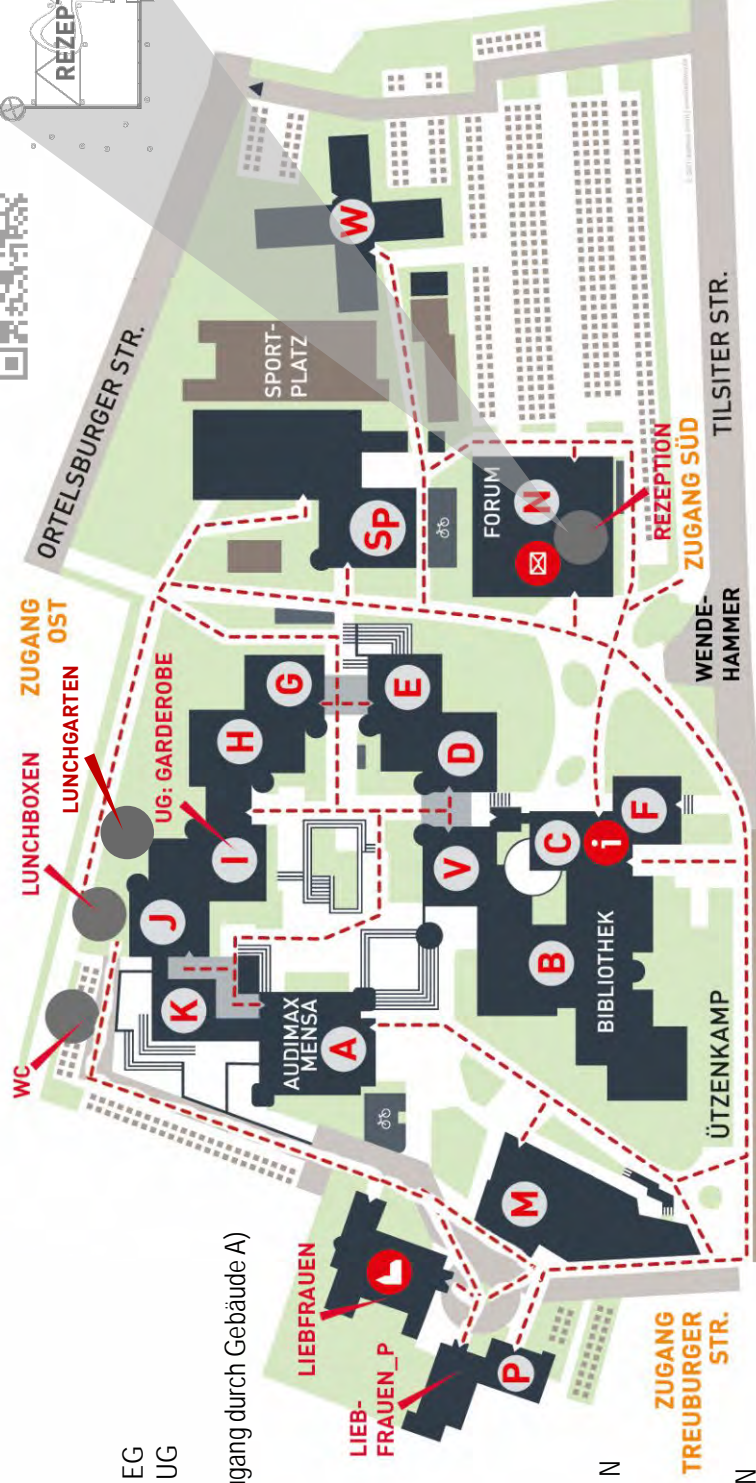 REZEPT
EG
UG
gang durch Gebäude A)
N
N
WC
LUNCHBOXEN
LUNCHGARTEN
ZUGANG
OST
ORTELSBURGER STR.
UG: GARDEROBE
J
K
I
H
G
W
SPORT-
PLATZ
AUDIMAX
MENSA
A
SP
E
D
V
FORUM
N
REZEPTION
ZUGANG SÜD
LIEBFRAUEN
L
LIEB-
FRAUEN_P
P
M
B
BIBLIOTHEK
C
i
F
WENDE-
HAMMER
TILSITER STR.
ÜTZENKAMP
ZUGANG
TREUBURGER
STR.